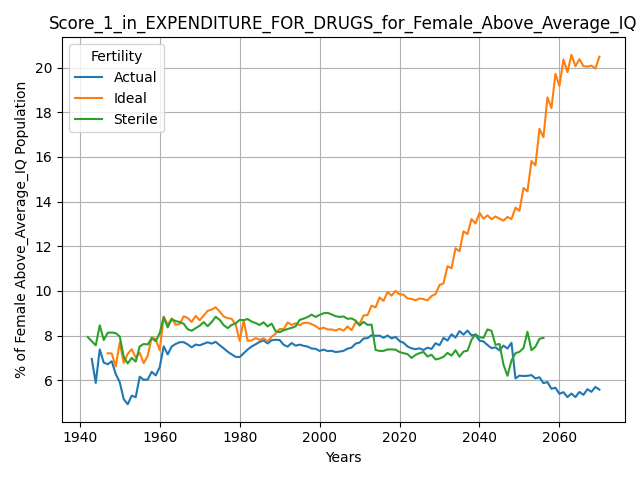 Score_1_in_EXPENDITURE_FOR_DRUGS_for_Female_Above_Average_IQ
Fertility
Actual
Ideal
Sterile
% of Female Above_Average_IQ Population
20
18
16
14
12
10
8
6
1940 1960 1980 2000 2020 2040 2060
Years